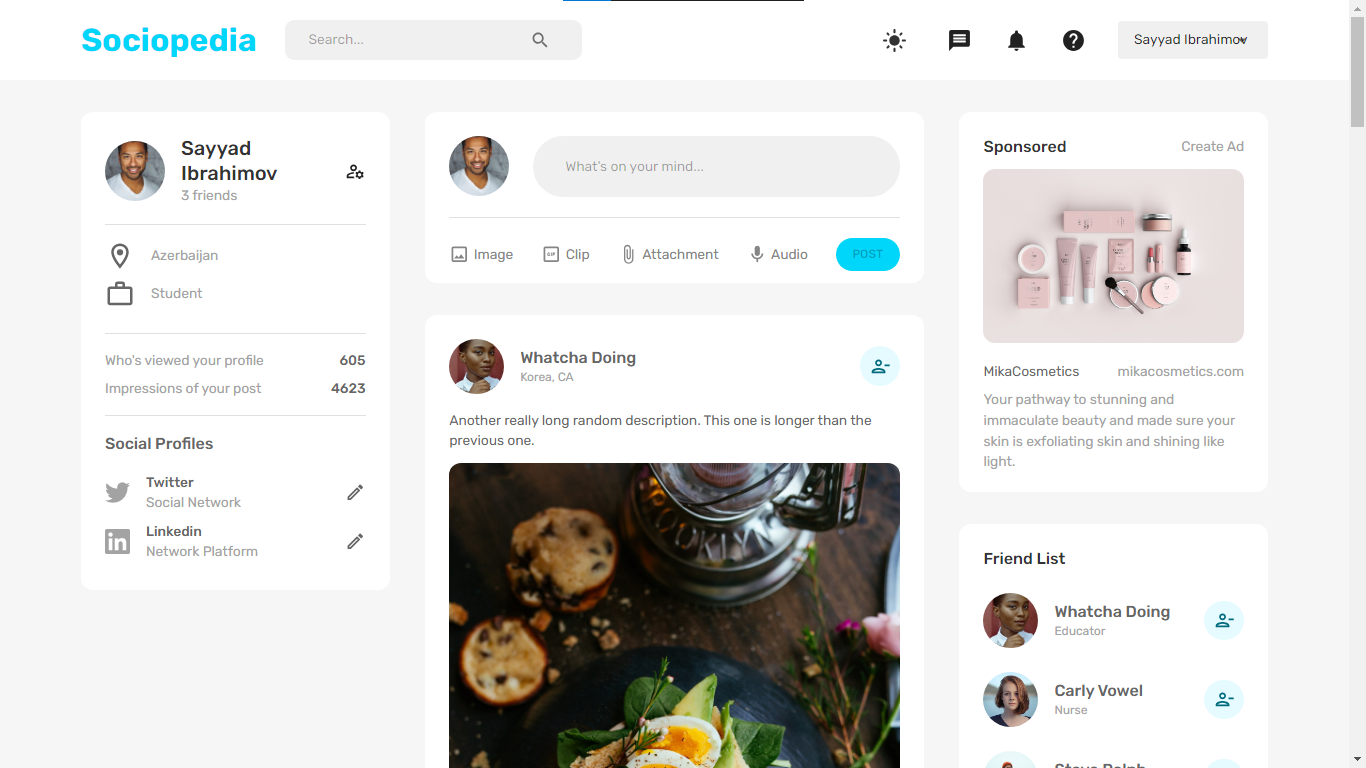 Sociopedia
Search...
Sayyad Ibrahimov
Sayyad
Ibrahimov
3 friends
Azerbaijan
Student
Who's viewed your profile 605
Impressions of your post 4623
Social Profiles
Twitter
Social Network
Linkedin
Network Platform
What's on your mind...
Image
GIF
Clip
Attachment
Audio
POST
Whatcha Doing
Korea, CA
Another really long random description. This one is longer than the
previous one.
Sponsored
Create Ad
MikaCosmetics
mikacosmetics.com
Your pathway to stunning and
immaculate beauty and made sure your
skin is exfoliating skin and shining like
light.
Friend List
Whatcha Doing
Educator
Carly Vowel
Nurse